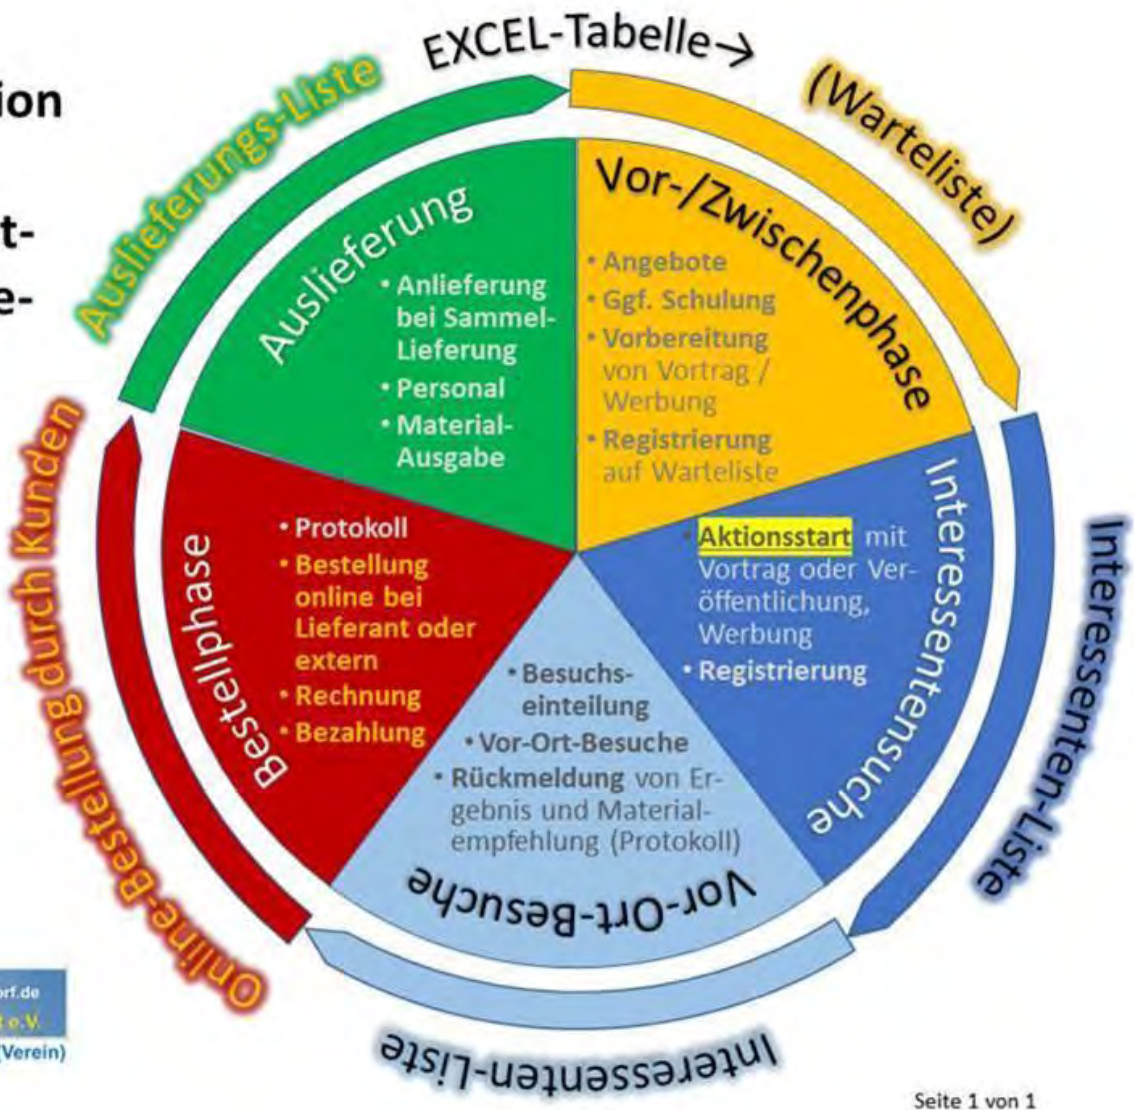 EXCEL-Tabelle→
(Warteliste)
Vor-/Zwischenphase
• Angebote
• Ggf. Schulung
• Vorbereitung
von Vortrag /
Werbung
• Registrierung
auf Warteliste
Interessenten-Liste
Interessentensuche
• Aktionsstart mit
Vortrag oder Ver-
öffentlichung,
Werbung
• Registrierung
Interessenten-Liste
Vor-Ort-Besuche
• Besuchs-
einteilung
• Vor-Ort-Besuche
• Rückmeldung von Er-
gebnis und Material-
empfehlung (Protokoll)
Online-Bestellung durch Kunden
Bestellphase
• Protokoll
• Bestellung
online bei
Lieferant oder
extern
• Rechnung
• Bezahlung
Auslieferungs-Liste
Auslieferung
• Anlieferung
bei Sammel-
Lieferung
• Personal
• Material-
Ausgabe
ion
t-
e-
orf.de
e.V.
(Verein)
Seite 1 von 1